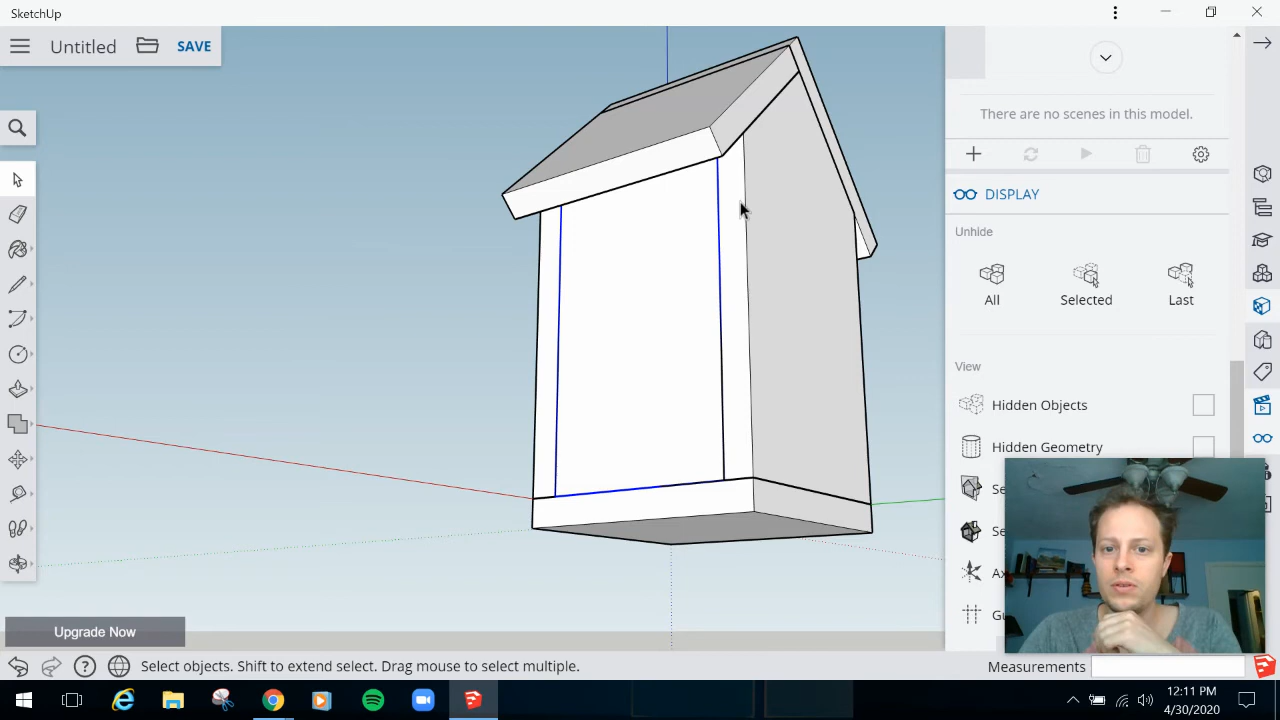 SketchUp
Untitled
SAVE
There are no scenes in this model.
DISPLAY
Unhide
All
Selected
Last
View
Hidden Objects
Hidden Geometry
Upgrade Now
Select objects. Shift to extend select. Drag mouse to select multiple.
Measurements
12:11 PM
4/30/2020